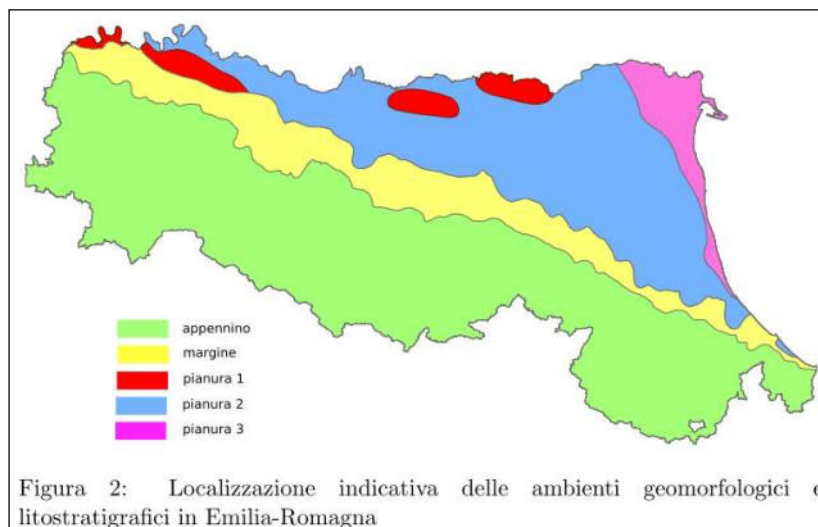 appennino
margine
pianura 1
pianura 2
pianura 3
Figura 2: Localizzazione indicativa delle ambienti geomorfologici e
litostratigrafici in Emilia-Romagna